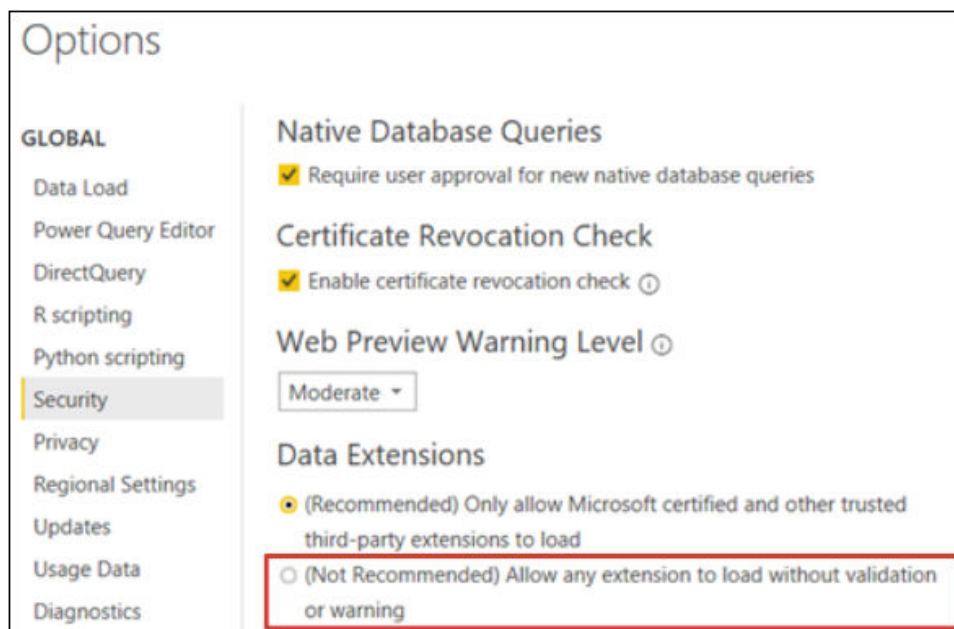 Options
GLOBAL
Data Load
Power Query Editor
DirectQuery
R scripting
Python scripting
Security
Privacy
Regional Settings
Updates
Usage Data
Diagnostics
Native Database Queries
Require user approval for new native database queries
Certificate Revocation Check
Enable certificate revocation check
Web Preview Warning Level
Moderate
Data Extensions
(Recommended) Only allow Microsoft certified and other trusted
third-party extensions to load
(Not Recommended) Allow any extension to load without validation
or warning